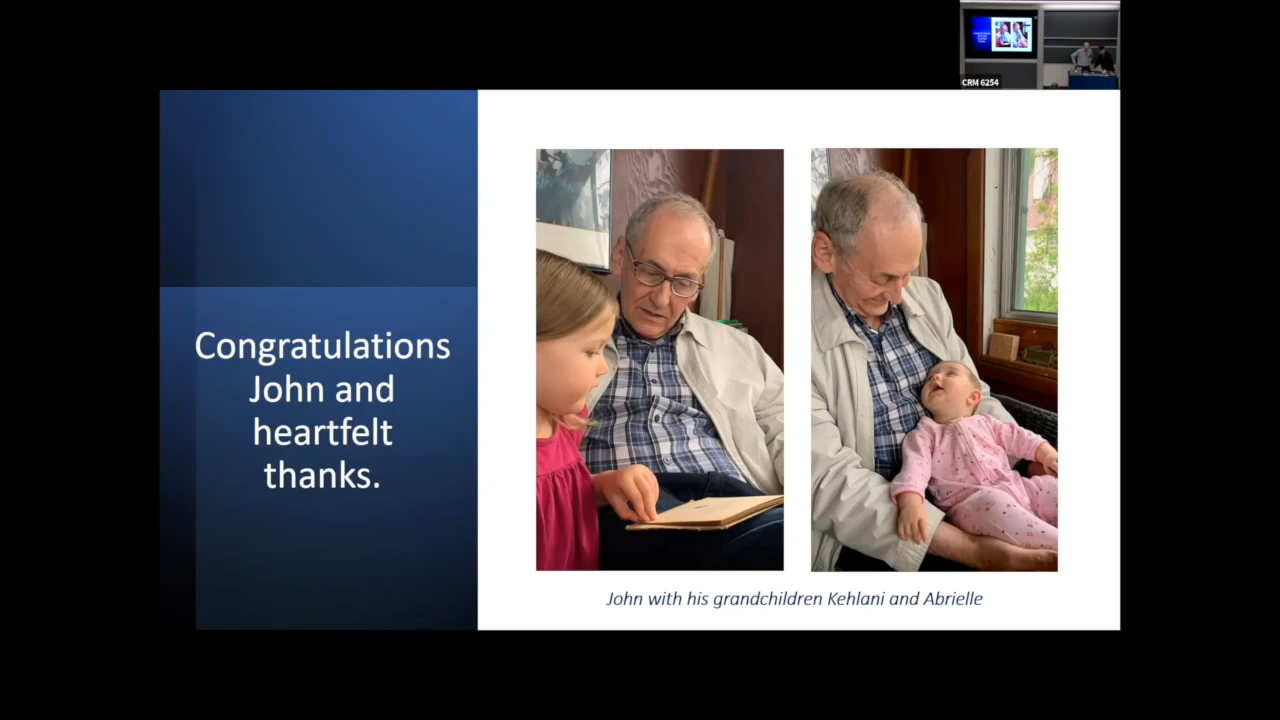 CRM 6254
Congratulations
John and
heartfelt
thanks.
John with his grandchildren Kehlani and Abrielle